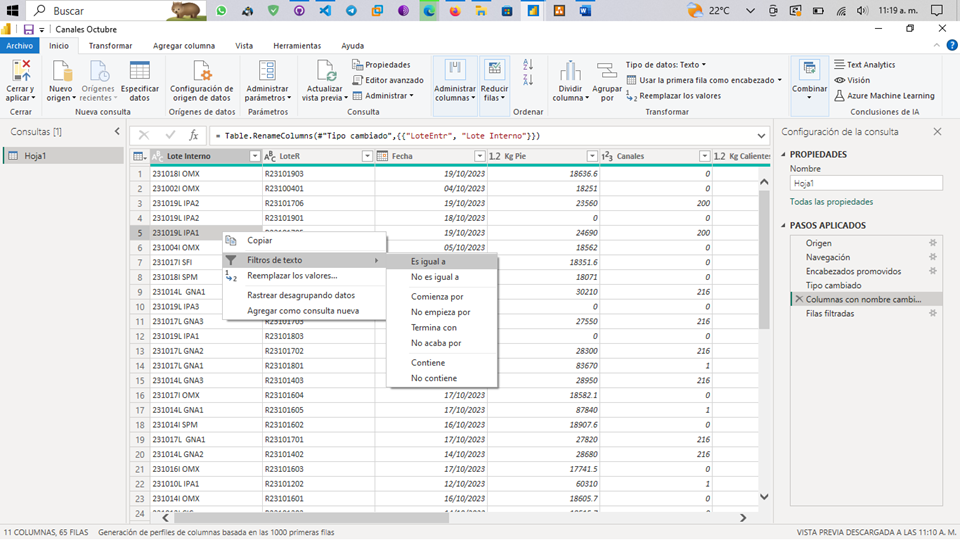 Buscar
22°C
11:19 a. m.
Canales Octubre
Archivo Inicio Transformar Agregar columna Vista Herramientas Ayuda
Cerrar y aplicar
Nuevo origen
Orígenes recientes
Especificar datos
Configuración de origen de datos
Administrar parámetros
Actualizar vista previa
Propiedades
Editor avanzado
Administrar
Administrar columnas
Reducir filas
Dividir columna
Agrupar por
Tipo de datos: Texto
Usar la primera fila como encabezado
Reemplazar los valores
Combinar
Text Analytics
Visión
Azure Machine Learning
Cerrar Nueva consulta Orígenes de datos Parámetros Consulta Ordenar Transformar Conclusiones de IA
Consultas [1]
Hoja1
= Table.RenameColumns(#"Tipo cambiado",{{"LoteEntr", "Lote Interno"}})
Lote Interno LoteR Fecha 1.2 Kg Pie Canales 1.2 Kg Calientes
1 231018I OMX R23101903 19/10/2023 18636.6 0
2 231002I OMX R23100401 04/10/2023 18251 0
3 231019L IPA2 R23101706 19/10/2023 23560 200
4 231019L IPA2 R23101901 18/10/2023 0 0
5 231019L IPA1 19/10/2023 24690 200
6 231004I OMX 05/10/2023 18562 0
7 231017I SFI 18351.6 0
8 231018I SPM 18071 0
9 231014L GNA1 30210 216
10 231019L IPA3 0
11 231017L GNA3 27550 216
12 231019L IPA1 R23101803 0
13 231017L GNA2 R23101702 28300 216
14 231017L GNA1 R23101801 83670 1
15 231014L GNA3 R23101403 28950 216
16 231017I OMX R23101604 17/10/2023 18582.1 0
17 231014L GNA1 R23101605 17/10/2023 87840 1
18 231014I SPM R23101602 16/10/2023 18907.6 0
19 231017L GNA1 R23101701 17/10/2023 27820 216
20 231014L GNA2 R23101402 14/10/2023 28680 216
21 231016I OMX R23101603 17/10/2023 17741.5 0
22 231010L IPA1 R23101202 12/10/2023 60310 1
23 231014I OMX R23101601 16/10/2023 18605.7 0
24
Copiar
Filtros de texto
Reemplazar los valores...
Rastrear desagrupando datos
Agregar como consulta nueva
Es igual a
No es igual a
Comienza por
No empieza por
Termina con
No acaba por
Contiene
No contiene
Configuración de la consulta
PROPIEDADES
Nombre
Hoja1
Todas las propiedades
PASOS APLICADOS
Origen
Navegación
Encabezados promovidos
Tipo cambiado
Columnas con nombre cambi...
Filas filtradas
11 COLUMNAS, 65 FILAS Generación de perfiles de columnas basada en las 1000 primeras filas
VISTA PREVIA DESCARGADA A LAS 11:10 A. M.